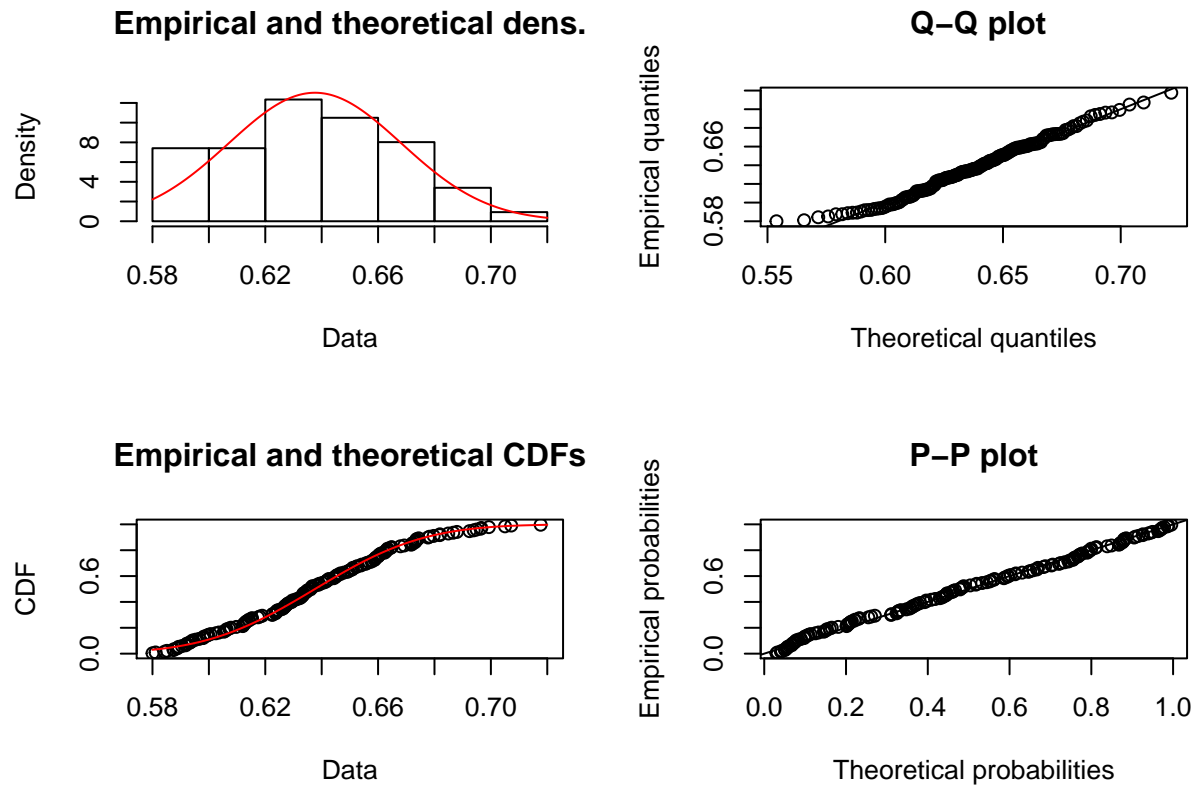 Empirical and theoretical dens.
Density
0 4 8
0.58 0.62 0.66 0.70
Data
Q−Q plot
Empirical quantiles
0.58 0.66
0.55 0.60 0.65 0.70
Theoretical quantiles
Empirical and theoretical CDFs
CDF
0.0 0.6
0.58 0.62 0.66 0.70
Data
P−P plot
Empirical probabilities
0.0 0.6
0.0 0.2 0.4 0.6 0.8 1.0
Theoretical probabilities